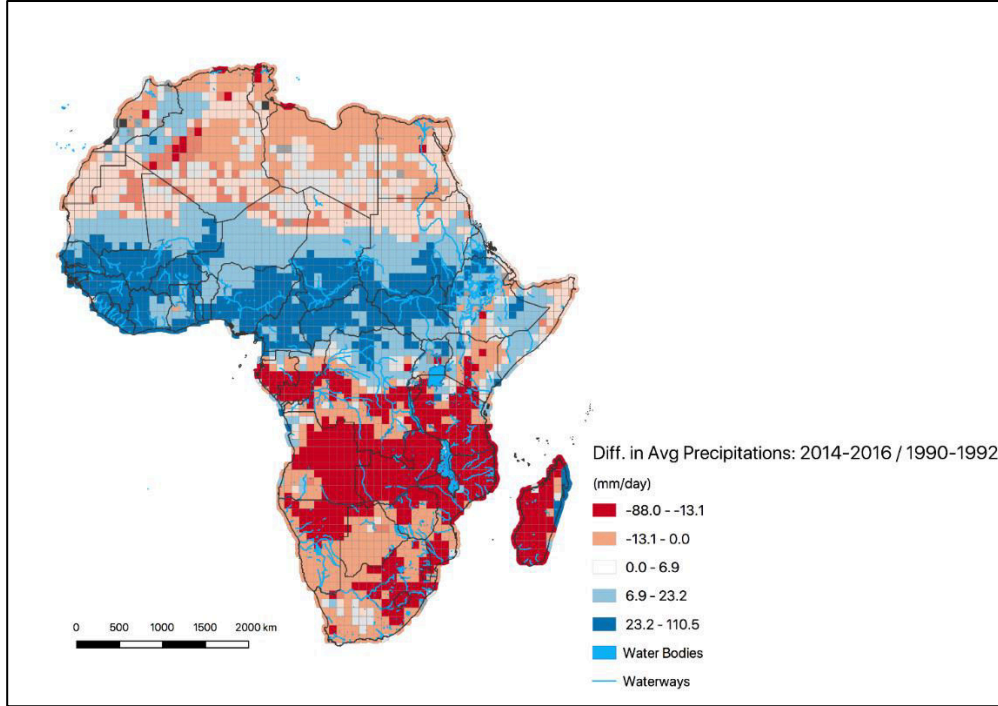 Diff. in Avg Precipitations: 2014-2016 / 1990-1992
(mm/day)
-88.0 - -13.1
-13.1 - 0.0
0.0 - 6.9
6.9 - 23.2
23.2 - 110.5
Water Bodies
Waterways
0 500 1000 1500 2000 km